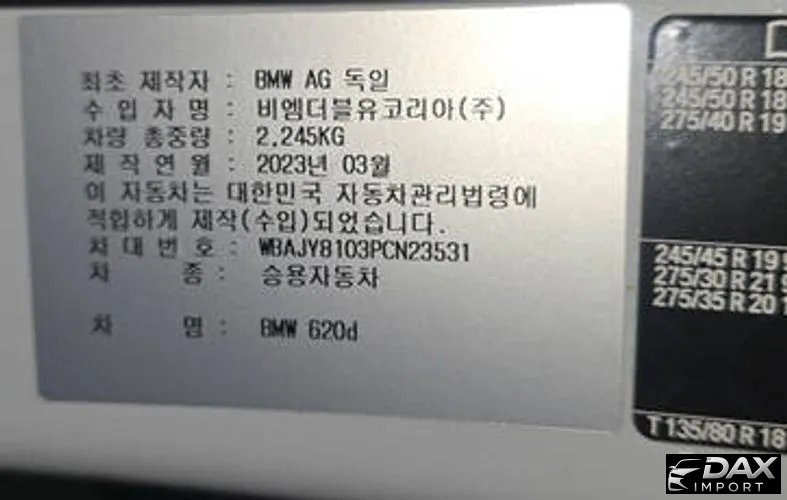 최초 제작자 : BMW AG 독일
수 입 자 명 : 비엠더블유코리아(주)
차량 총중량 : 2,245KG
제 작 연 월 : 2023년 03월
이 자동차는 대한민국 자동차관리법령에
적합하게 제작(수입)되었습니다.
차 대 번 호 : WBAJY8103PCN23531
차 종 : 승용자동차
차 명 : BMW 620d
245/50 R 18
245/50 R 18
275/40 R 19
245/45 R 19
275/30 R 21
275/35 R 20
T 135/80 R 18
DAX
IMPORT